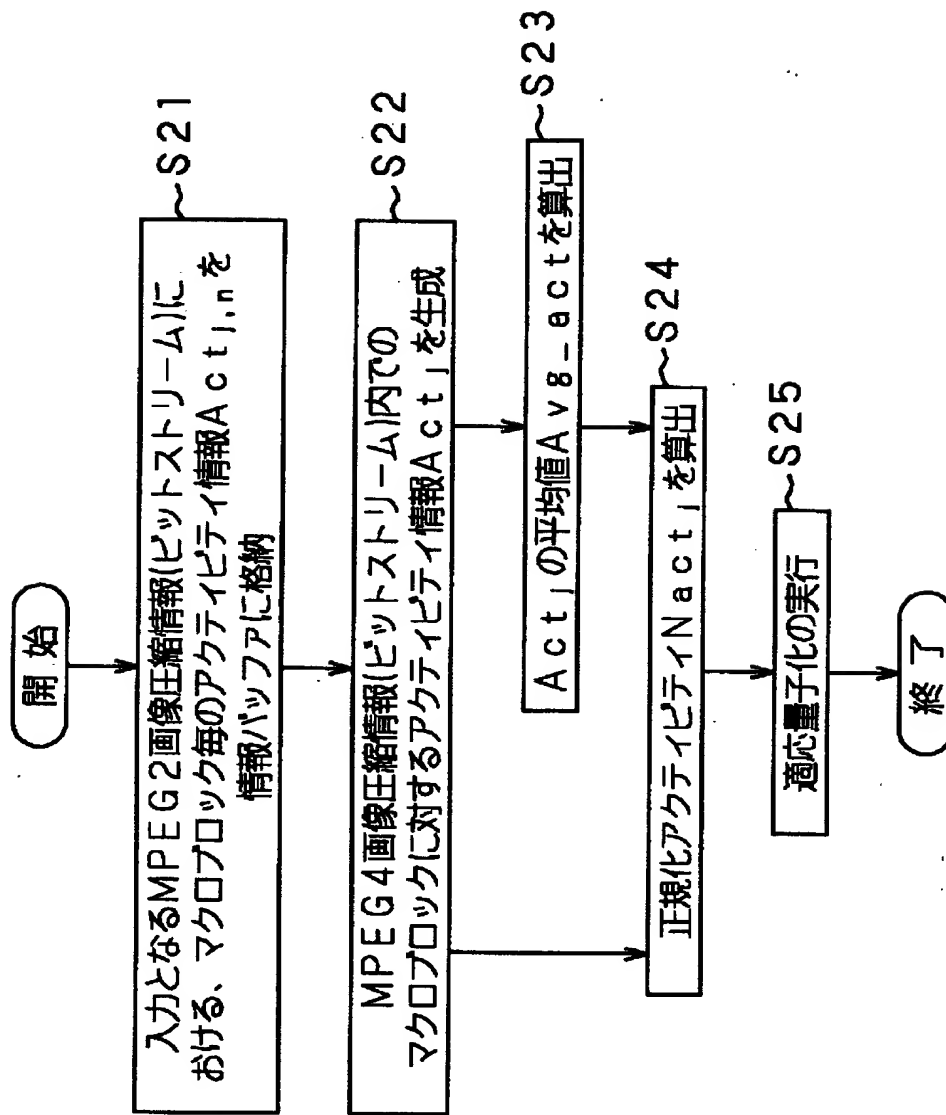 開始
S21
入力となるMPEG2画像圧縮情報(ビットストリーム)に
おける、マクロブロック毎のアクティビティ情報Actj,nを
情報バッファに格納
S22
MPEG4画像圧縮情報(ビットストリーム)内での
マクロブロックに対するアクティビティ情報Actjを生成
S23
Actjの平均値Avg_actを算出
S24
正規化アクティビティNactjを算出
S25
適応量子化の実行
終了